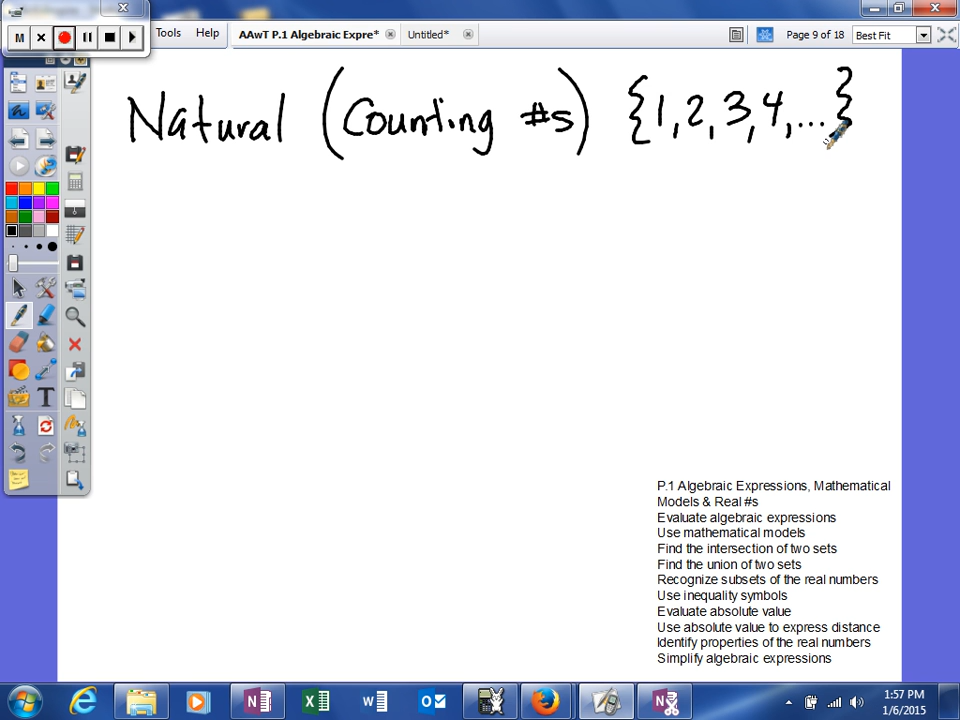 M
Tools Help
AAwT P.1 Algebraic Expre* Untitled*
Page 9 of 18 Best Fit
Natural (Counting #s) {1, 2, 3, 4, ...}
T
P.1 Algebraic Expressions, Mathematical
Models & Real #s
Evaluate algebraic expressions
Use mathematical models
Find the intersection of two sets
Find the union of two sets
Recognize subsets of the real numbers
Use inequality symbols
Evaluate absolute value
Use absolute value to express distance
Identify properties of the real numbers
Simplify algebraic expressions
1:57 PM
1/6/2015